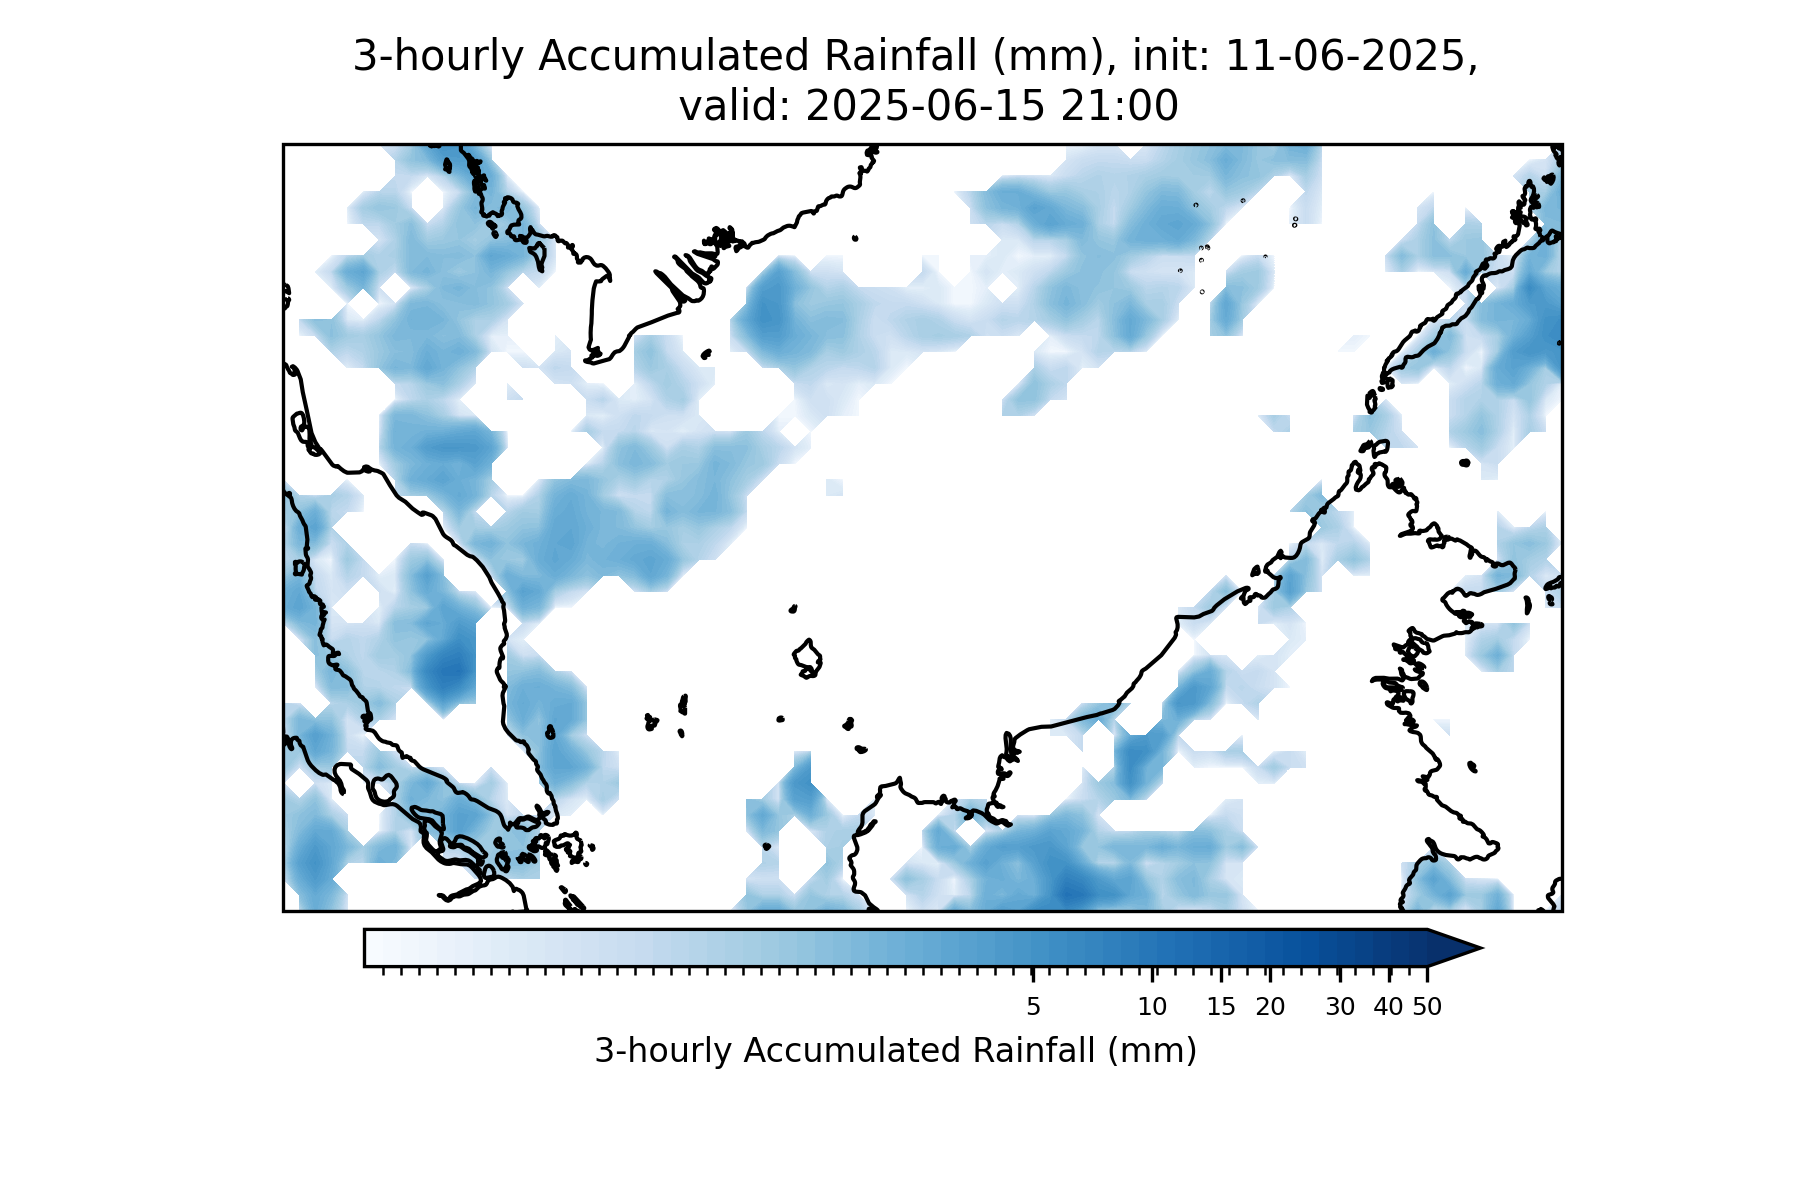 3-hourly Accumulated Rainfall (mm), init: 11-06-2025,
valid: 2025-06-15 21:00
5 10 15 20 30 40 50
3-hourly Accumulated Rainfall (mm)